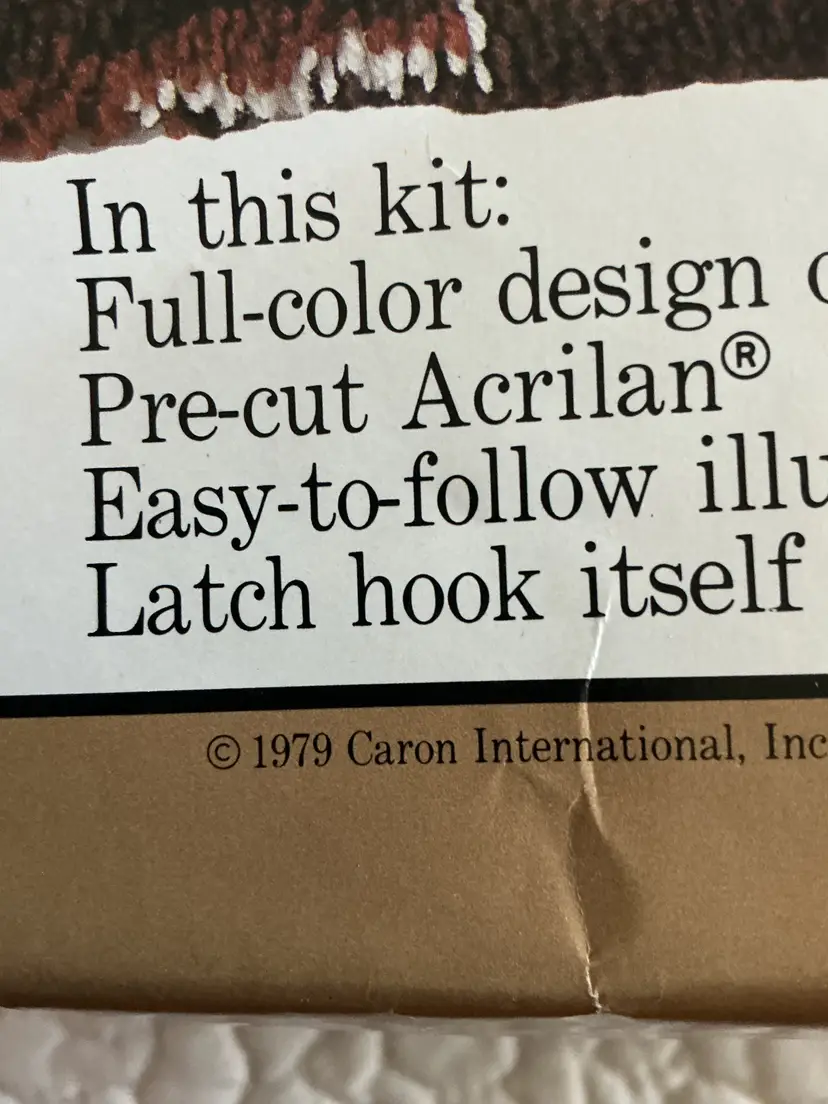 In this kit:
Full-color design
Pre-cut Acrilan®
Easy-to-follow
Latch hook itself
© 1979 Caron International, Inc